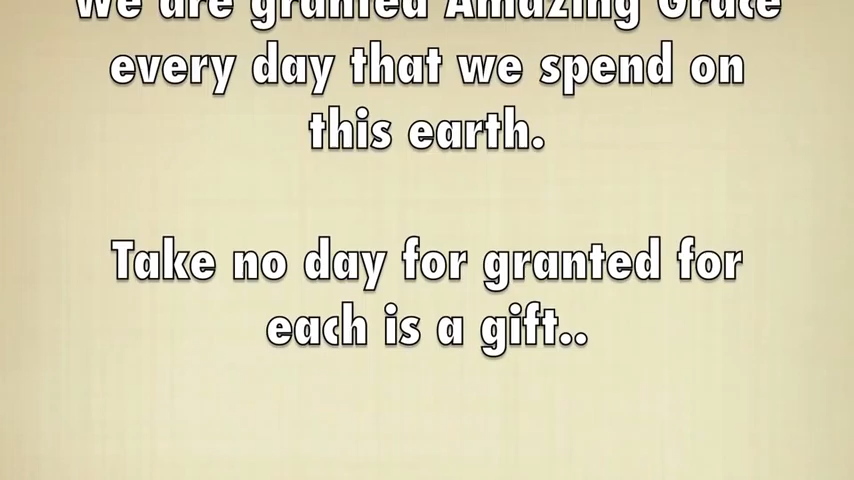 we are granted Amazing Grace
every day that we spend on
this earth.
Take no day for granted for
each is a gift..